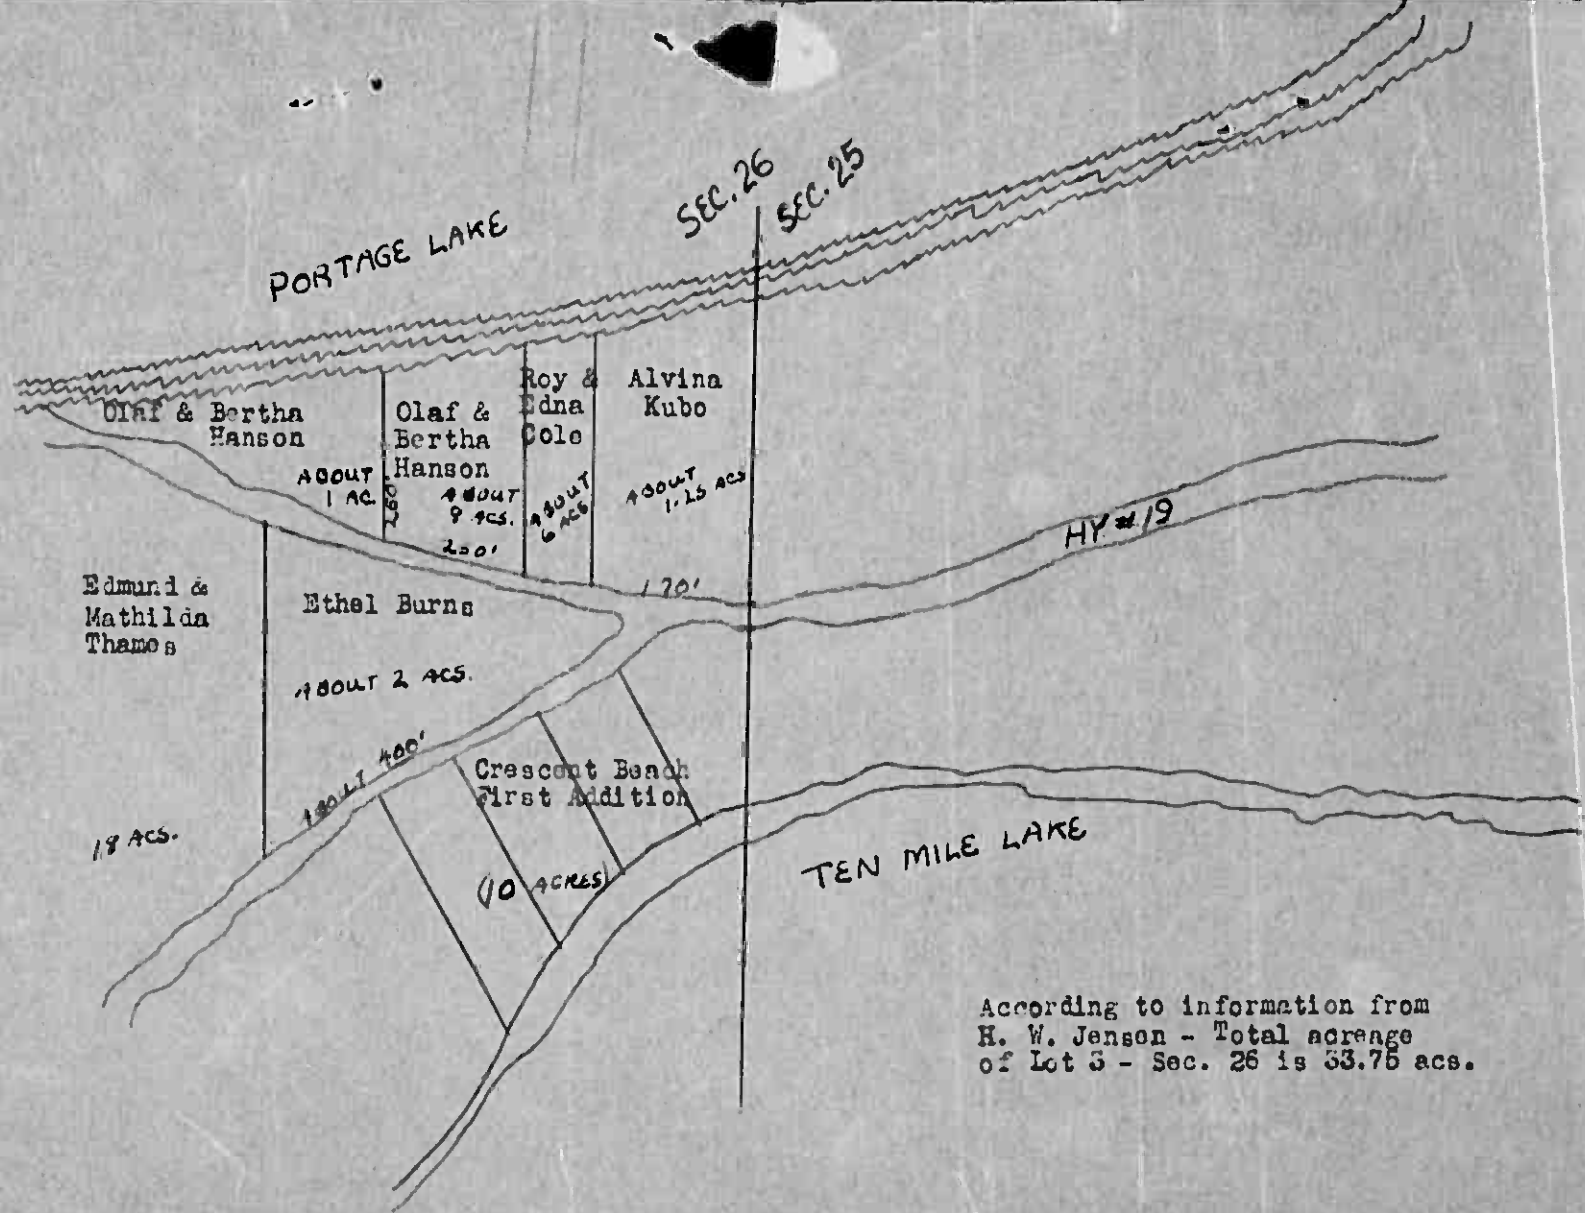 SEC. 26
SEC. 25
PORTAGE LAKE
Olaf & Bertha
Hanson
ABOUT
1 AC.
260'
Olaf &
Bertha
Hanson
ABOUT
9 ACS.
200'
Roy &
Edna
Cole
ABOUT
6 ACS
Alvina
Kubo
ABOUT
1.25 ACS
170'
HY #19
Edmund &
Mathilda
Thames
18 ACS.
Ethel Burns
ABOUT 2 ACS.
ABOUT 400'
Crescent Beach
First Addition
(10 ACRES)
TEN MILE LAKE
According to information from
H. W. Jenson - Total acreage
of Lot 3 - Sec. 26 is 33.75 acs.